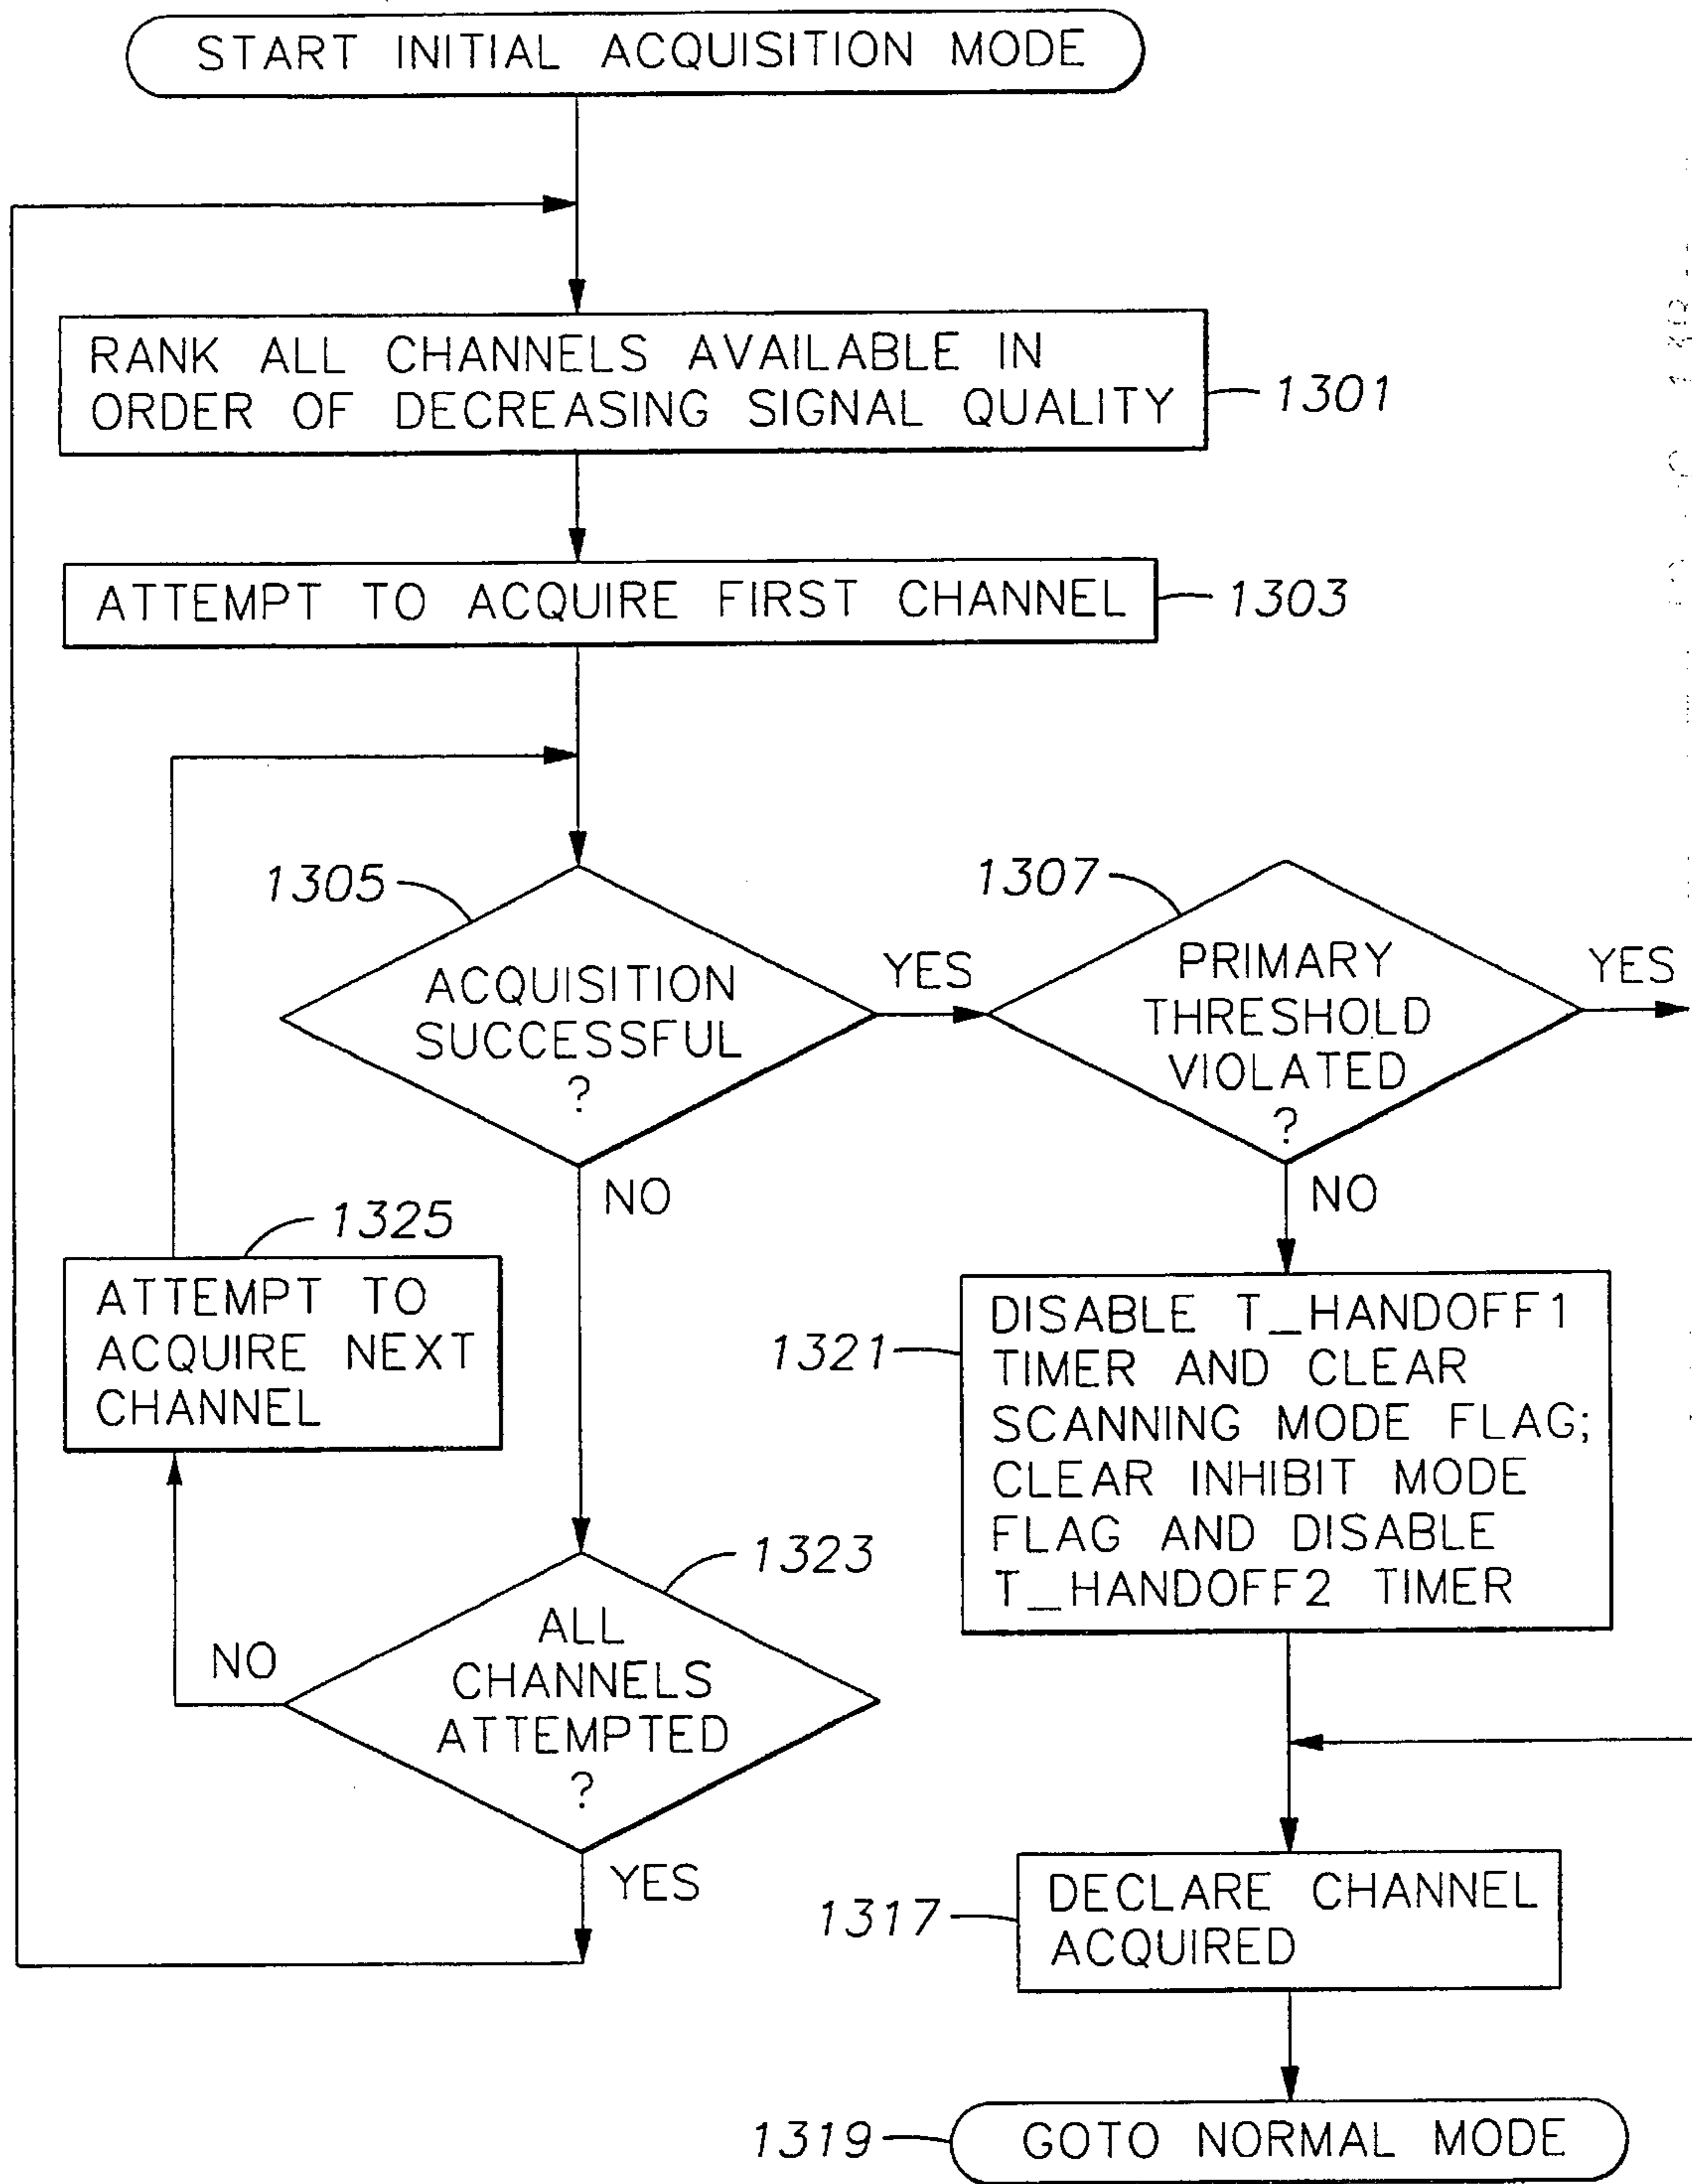 START INITIAL ACQUISITION MODE
RANK ALL CHANNELS AVAILABLE IN
ORDER OF DECREASING SIGNAL QUALITY
1301
ATTEMPT TO ACQUIRE FIRST CHANNEL
1303
1305
ACQUISITION
SUCCESSFUL
?
YES
NO
1307
PRIMARY
THRESHOLD
VIOLATED
?
YES
NO
1325
ATTEMPT TO
ACQUIRE NEXT
CHANNEL
1321
DISABLE T_HANDOFF1
TIMER AND CLEAR
SCANNING MODE FLAG;
CLEAR INHIBIT MODE
FLAG AND DISABLE
T_HANDOFF2 TIMER
1323
ALL
CHANNELS
ATTEMPTED
?
NO
YES
1317
DECLARE CHANNEL
ACQUIRED
1319
GOTO NORMAL MODE